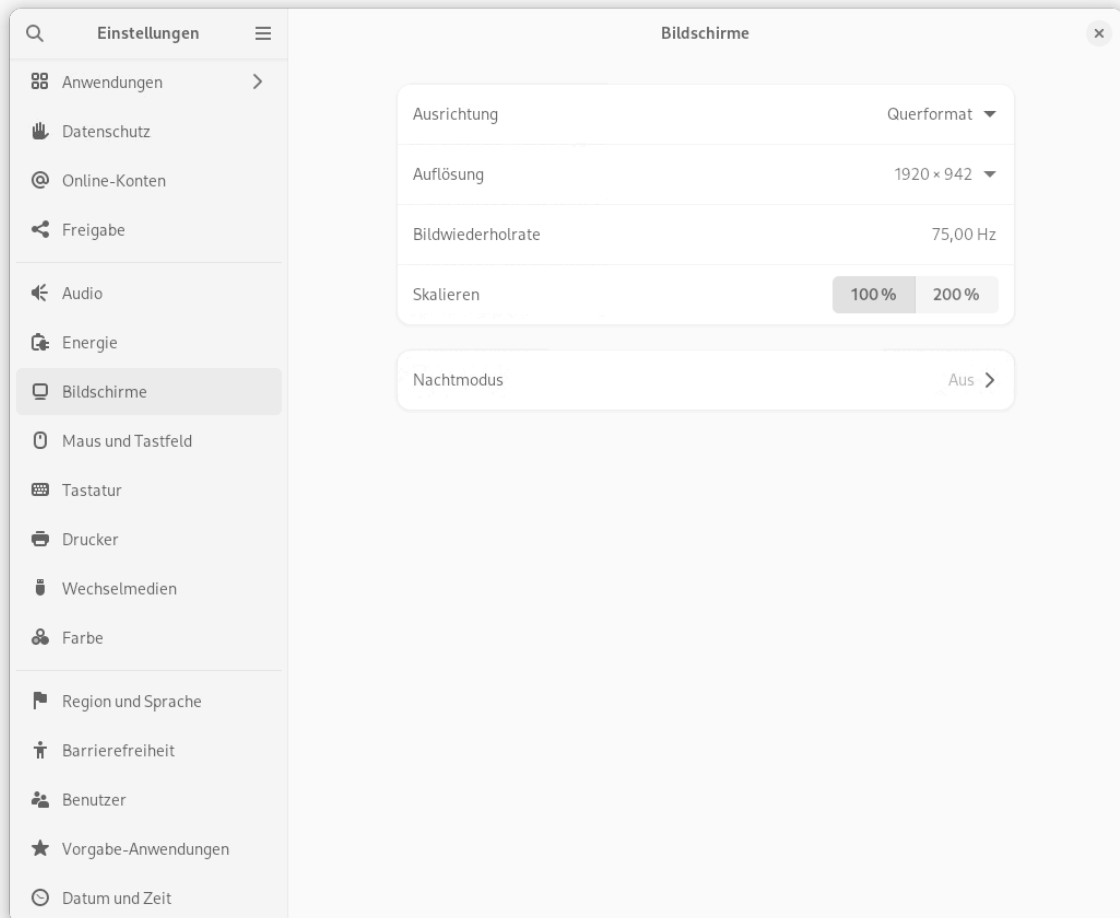 Einstellungen
Anwendungen
Datenschutz
Online-Konten
Freigabe
Audio
Energie
Bildschirme
Maus und Tastfeld
Tastatur
Drucker
Wechselmedien
Farbe
Region und Sprache
Barrierefreiheit
Benutzer
Vorgabe-Anwendungen
Datum und Zeit
Bildschirme
Ausrichtung Querformat
Auflösung 1920 × 942
Bildwiederholrate 75,00 Hz
Skalieren 100 % 200 %
Nachtmodus Aus